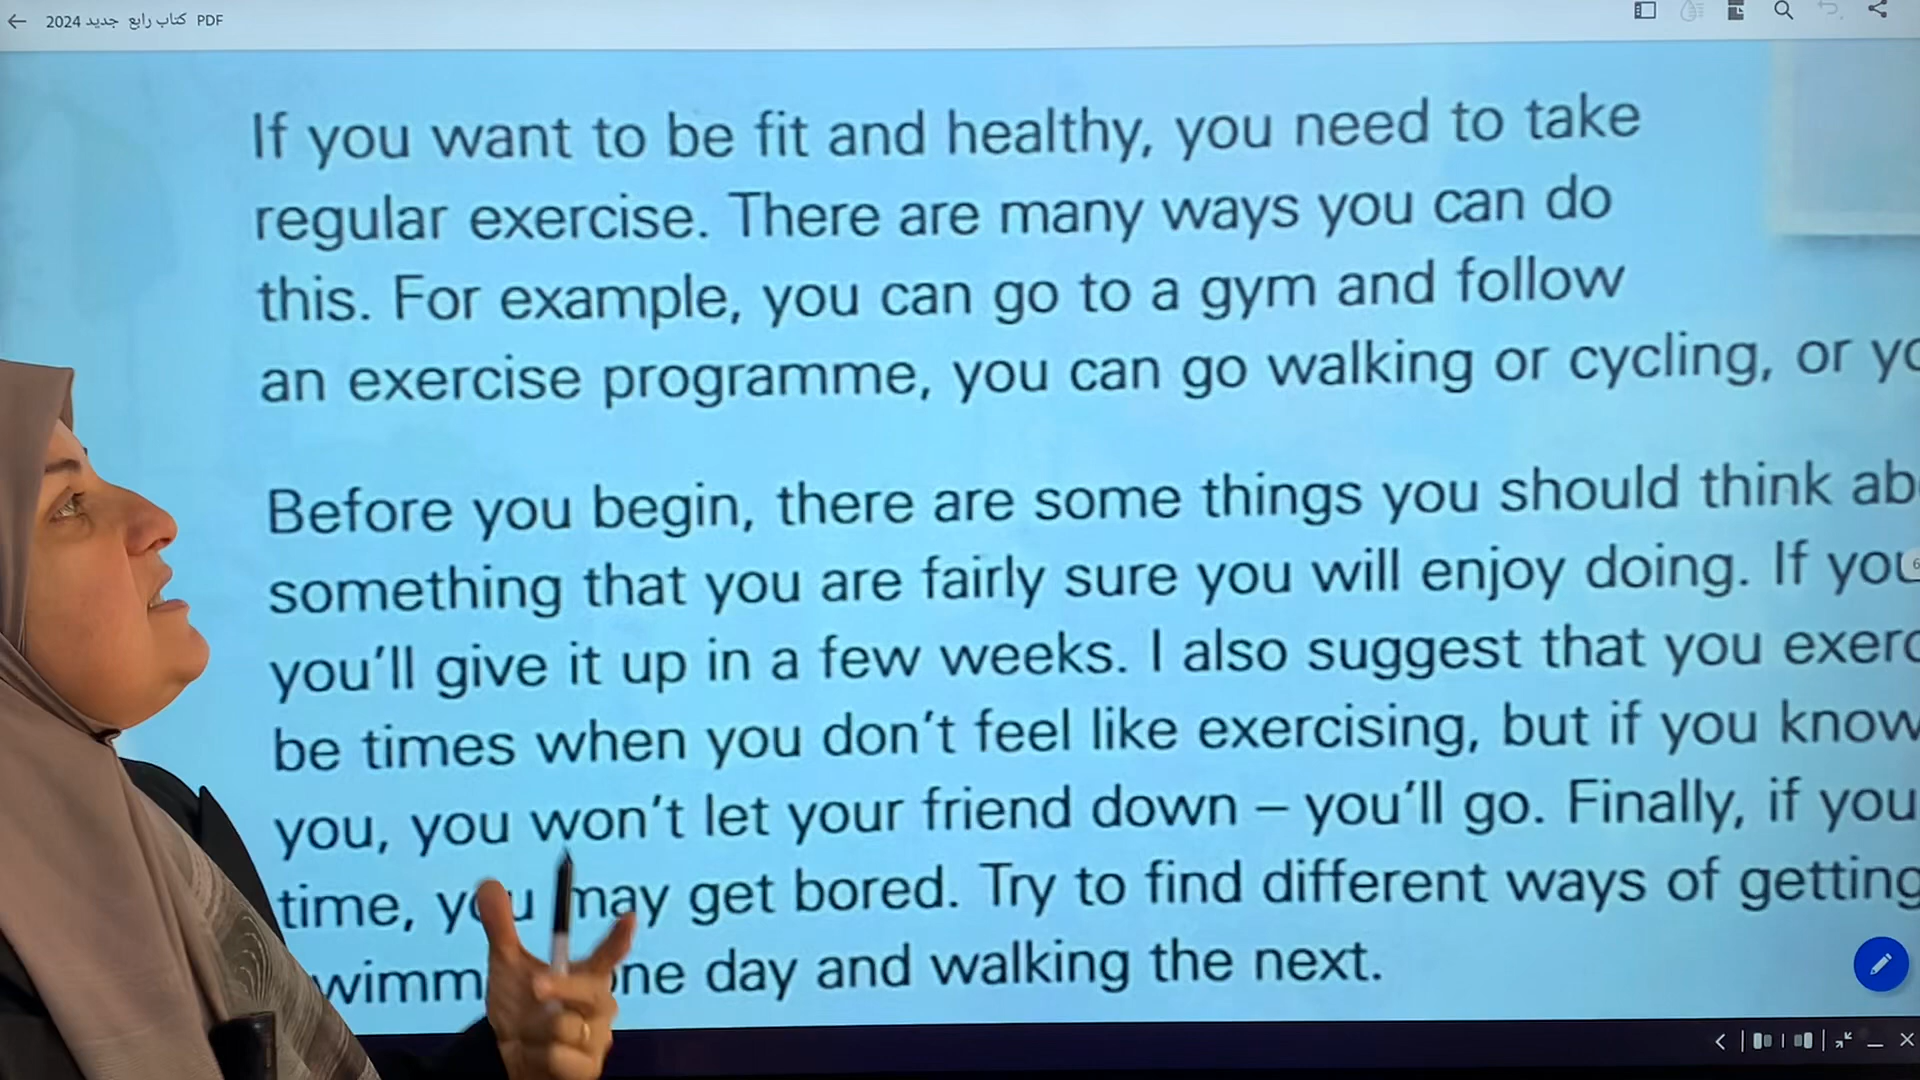 كتاب رابع جديد 2024 PDF
If you want to be fit and healthy, you need to take
regular exercise. There are many ways you can do
this. For example, you can go to a gym and follow
an exercise programme, you can go walking or cycling, or
Before you begin, there are some things you should think
something that you are fairly sure you will enjoy doing. If
you'll give it up in a few weeks. I also suggest that you
be times when you don't feel like exercising, but if you know
you, you won't let your friend down – you'll go. Finally, if you
time, you may get bored. Try to find different ways of getting
day and walking the next.
6